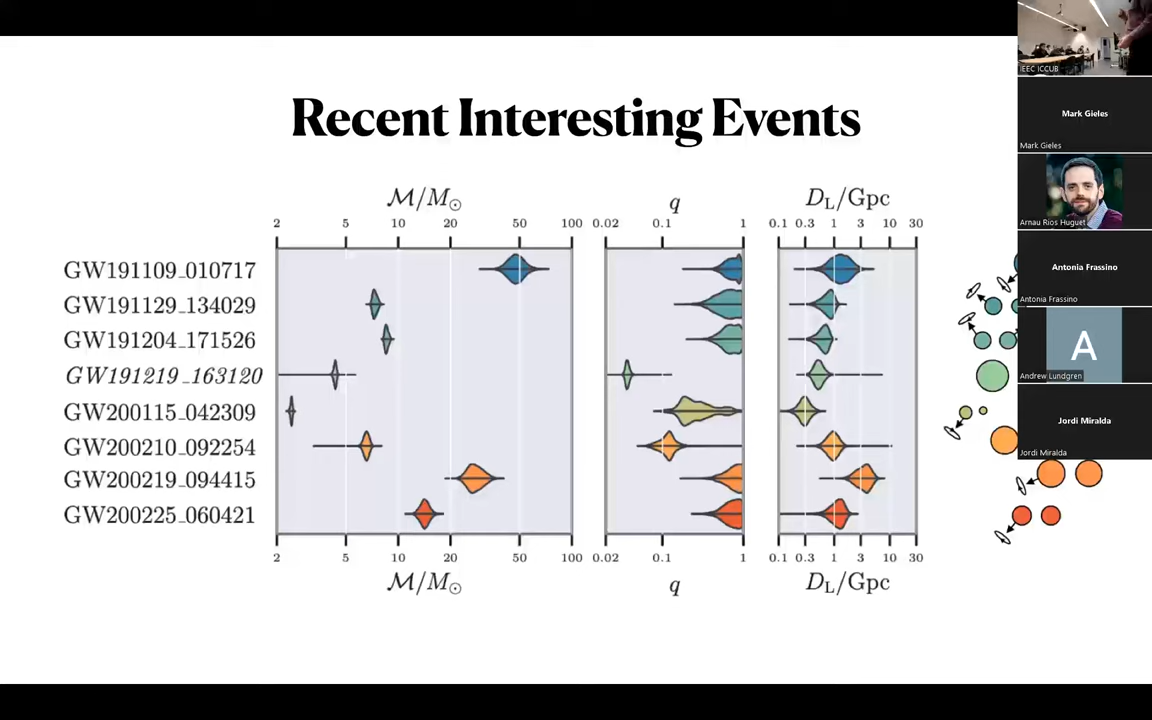 Recent Interesting Events
ℳ/M☉ q D_L/Gpc
2 5 10 20 50 100 0.02 0.1 1 0.1 0.3 1 3 10 30
GW191109_010717
GW191129_134029
GW191204_171526
GW191219_163120
GW200115_042309
GW200210_092254
GW200219_094415
GW200225_060421
2 5 10 20 50 100 0.02 0.1 1 0.1 0.3 1 3 10 30
ℳ/M☉ q D_L/Gpc
IEEC ICCUB
Mark Gieles
Mark Gieles
Arnau Rios Huguet
Antonia Frassino
Antonia Frassino
A
Andrew Lundgren
Jordi Miralda
Jordi Miralda